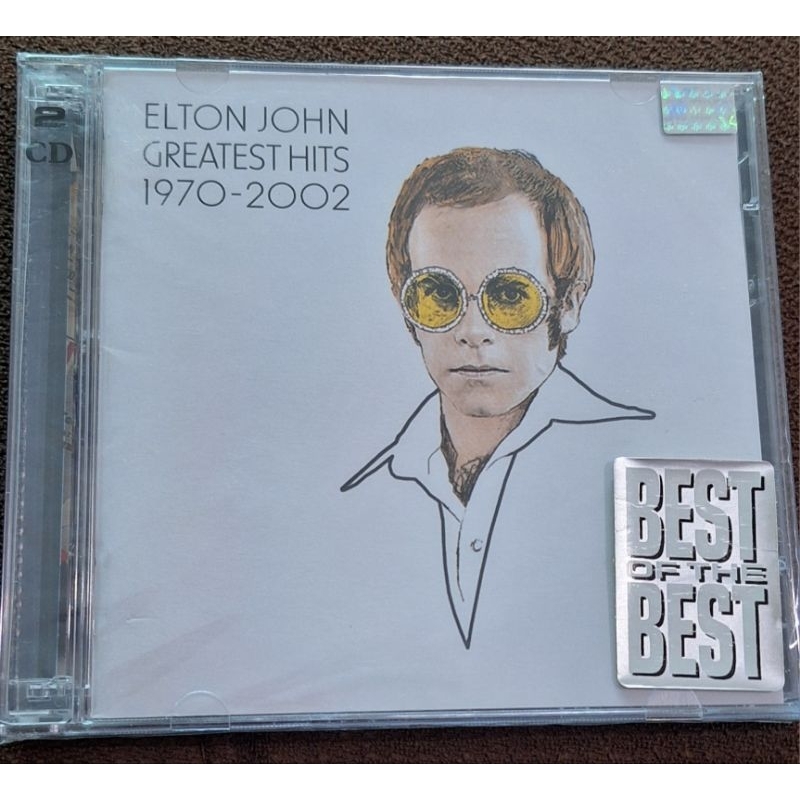 2
CD
ELTON JOHN
GREATEST HITS
1970-2002
BEST
OF THE
BEST